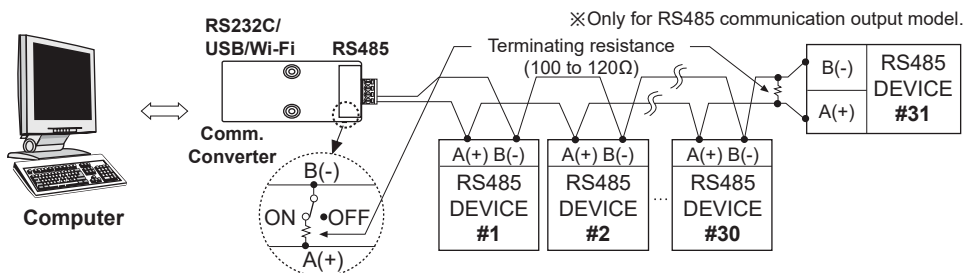 ※Only for RS485 communication output model.
RS232C/
USB/Wi-Fi
RS485
Terminating resistance
(100 to 120Ω)
Comm.
Converter
Computer
B(-)
ON
OFF
A(+)
A(+) B(-)
RS485
DEVICE
#1
A(+) B(-)
RS485
DEVICE
#2
...
A(+) B(-)
RS485
DEVICE
#30
B(-)
A(+)
RS485
DEVICE
#31